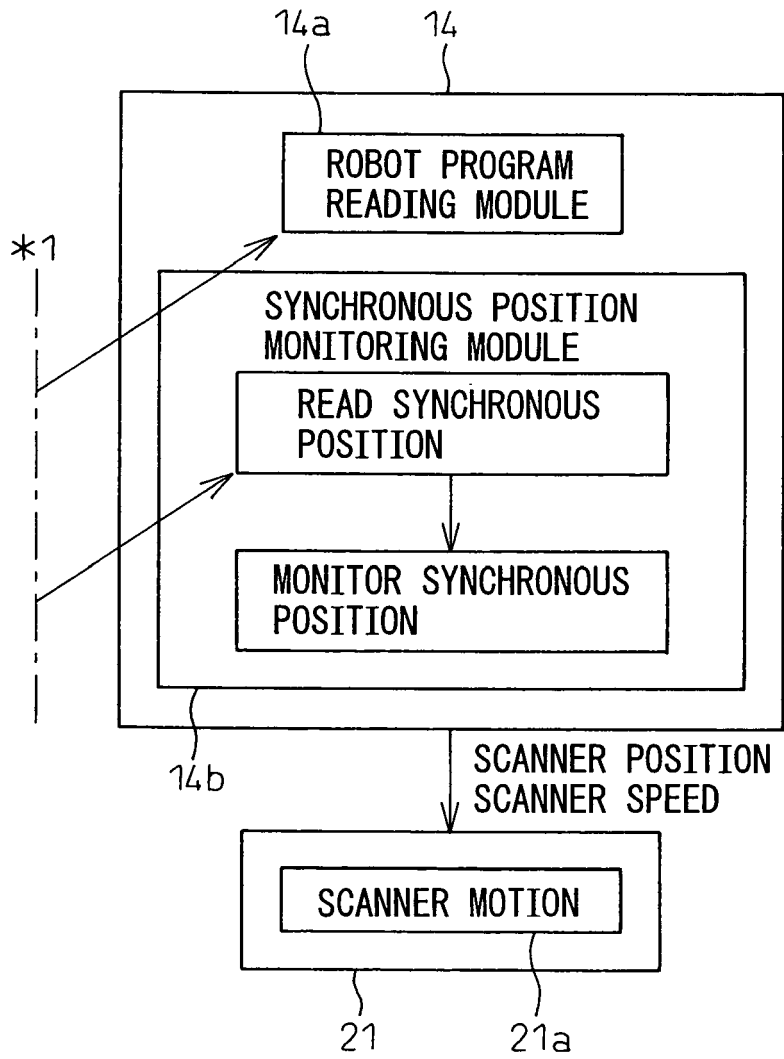 14a
14
ROBOT PROGRAM
READING MODULE
*1
SYNCHRONOUS POSITION
MONITORING MODULE
READ SYNCHRONOUS
POSITION
MONITOR SYNCHRONOUS
POSITION
14b
SCANNER POSITION
SCANNER SPEED
SCANNER MOTION
21
21a